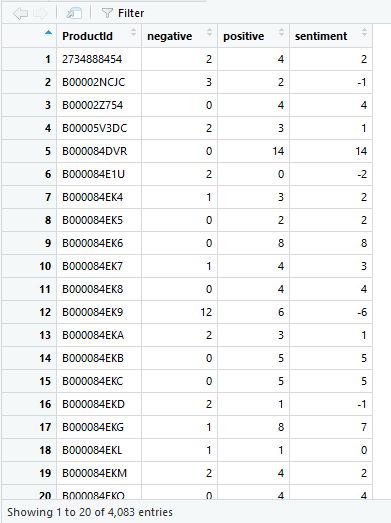 Filter
ProductId negative positive sentiment
1 2734888454 2 4 2
2 B00002NCJC 3 2 -1
3 B00002Z754 0 4 4
4 B00005V3DC 2 3 1
5 B000084DVR 0 14 14
6 B000084E1U 2 0 -2
7 B000084EK4 1 3 2
8 B000084EK5 0 2 2
9 B000084EK6 0 8 8
10 B000084EK7 1 4 3
11 B000084EK8 0 4 4
12 B000084EK9 12 6 -6
13 B000084EKA 2 3 1
14 B000084EKB 0 5 5
15 B000084EKC 0 5 5
16 B000084EKD 2 1 -1
17 B000084EKG 1 8 7
18 B000084EKL 1 1 0
19 B000084EKM 2 4 2
20 0 4 4
Showing 1 to 20 of 4,083 entries